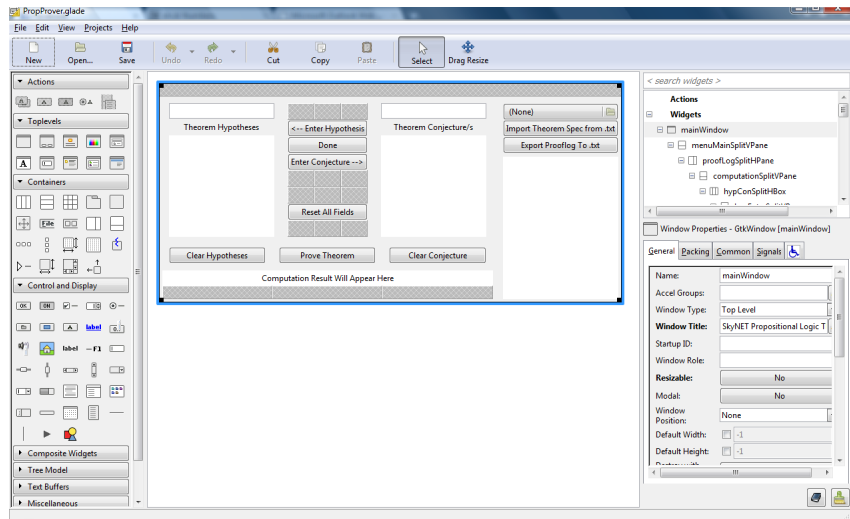 PropProver.glade
File Edit View Projects Help
New Open... Save Undo Redo Cut Copy Paste Select Drag Resize
Actions
Toplevels
Containers
File
Control and Display
OK ON
label
label
Composite Widgets
Tree Model
Text Buffers
Miscellaneous
Theorem Hypotheses
<-- Enter Hypothesis
Theorem Conjecture/s
Done
Enter Conjecture -->
Reset All Fields
Clear Hypotheses Prove Theorem Clear Conjecture
Computation Result Will Appear Here
(None)
Import Theorem Spec from .txt
Export Prooflog To .txt
< search widgets >
Actions
Widgets
mainWindow
menuMainSplitVPane
proofLogSplitHPane
computationSplitVPane
hypConSplitHBox
Window Properties - GtkWindow [mainWindow]
General Packing Common Signals
Name: mainWindow
Accel Groups:
Window Type: Top Level
Window Title: SkyNET Propositional Logic T
Startup ID:
Window Role:
Resizable: No
Modal: No
Window Position: None
Default Width: -1
Default Height: -1